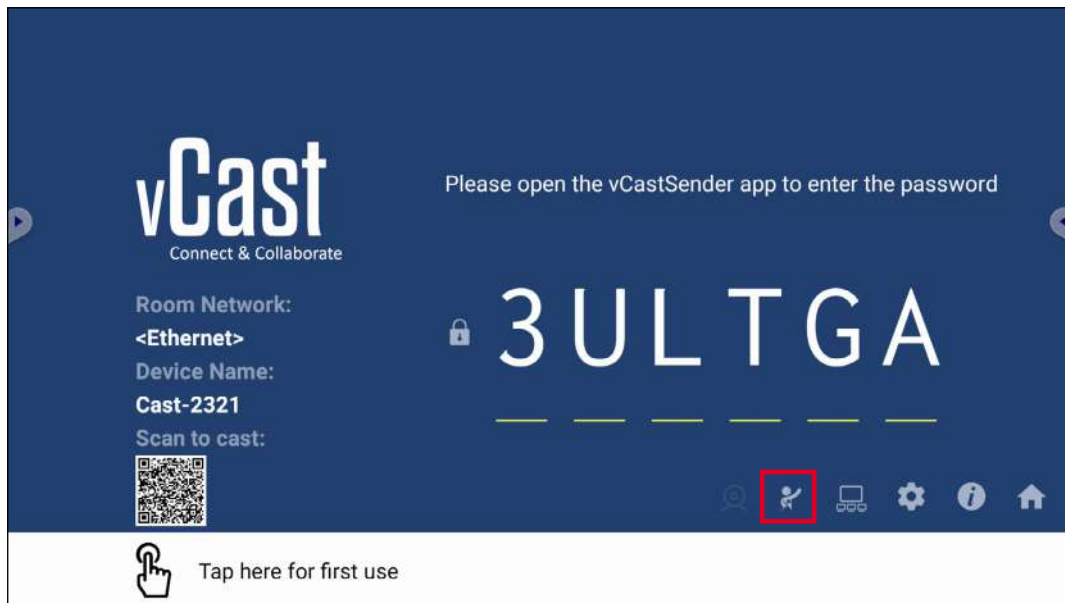 vCast
Connect & Collaborate
Please open the vCastSender app to enter the password
Room Network:
<Ethernet>
Device Name:
Cast-2321
Scan to cast:
3ULTGA
Tap here for first use